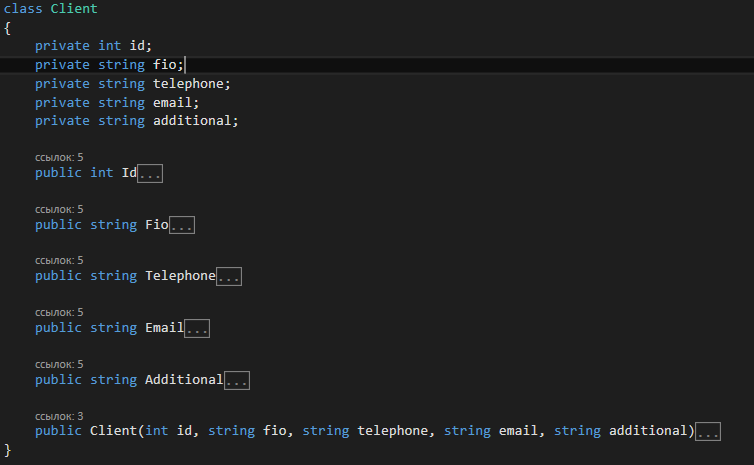 class Client
{
private int id;
private string fio;
private string telephone;
private string email;
private string additional;
ссылок: 5
public int Id...
ссылок: 5
public string Fio...
ссылок: 5
public string Telephone...
ссылок: 5
public string Email...
ссылок: 5
public string Additional...
ссылок: 3
public Client(int id, string fio, string telephone, string email, string additional)...
}